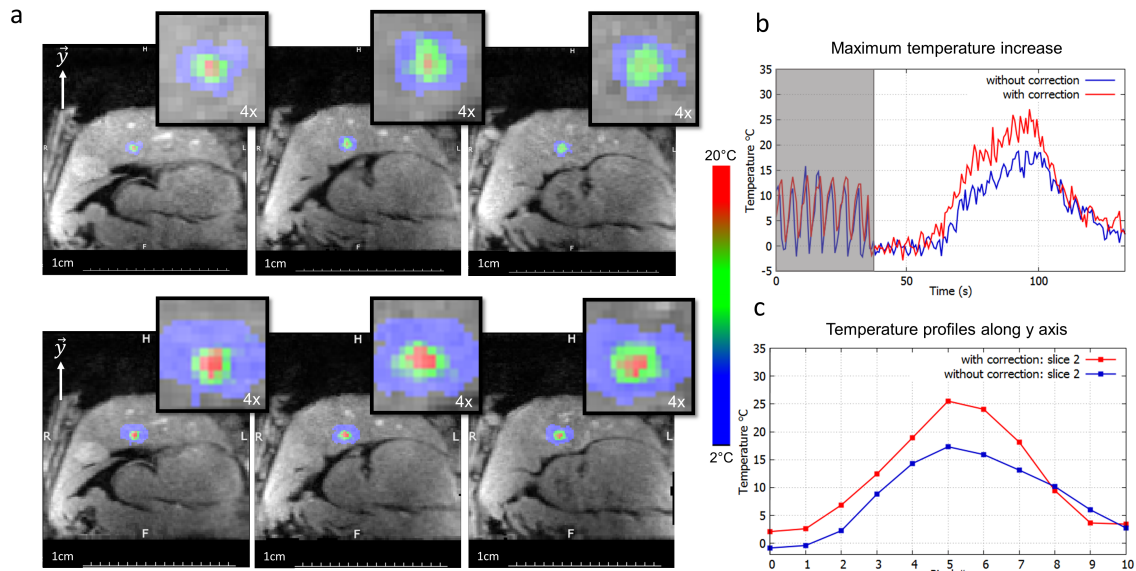 a
b
c
y
H
R
L
F
4x
4x
4x
1cm
1cm
1cm
20°C
2°C
y
H
H
H
R
L
F
4x
4x
4x
1cm
1cm
1cm
Maximum temperature increase
without correction
with correction
Temperature °C
35
30
25
20
15
10
5
0
-5
0
50
100
Time (s)
Temperature profiles along y axis
with correction: slice 2
without correction: slice 2
Temperature °C
35
30
25
20
15
10
5
0
0
1
2
3
4
5
6
7
8
9
10